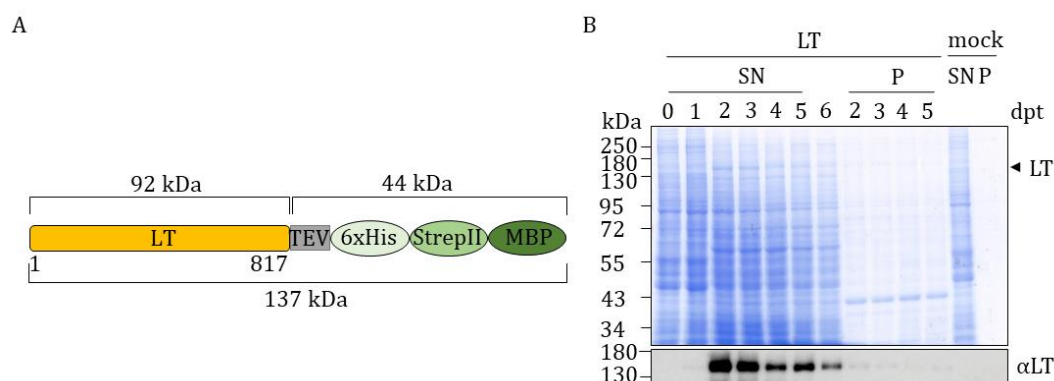 A
92 kDa 44 kDa
LT TEV 6xHis StrepII MBP
1 817
137 kDa
B
LT mock
SN P SN P
0 1 2 3 4 5 6 2 3 4 5 dpt
kDa
250
180
130
95
72
55
43
34
LT
180
130
αLT